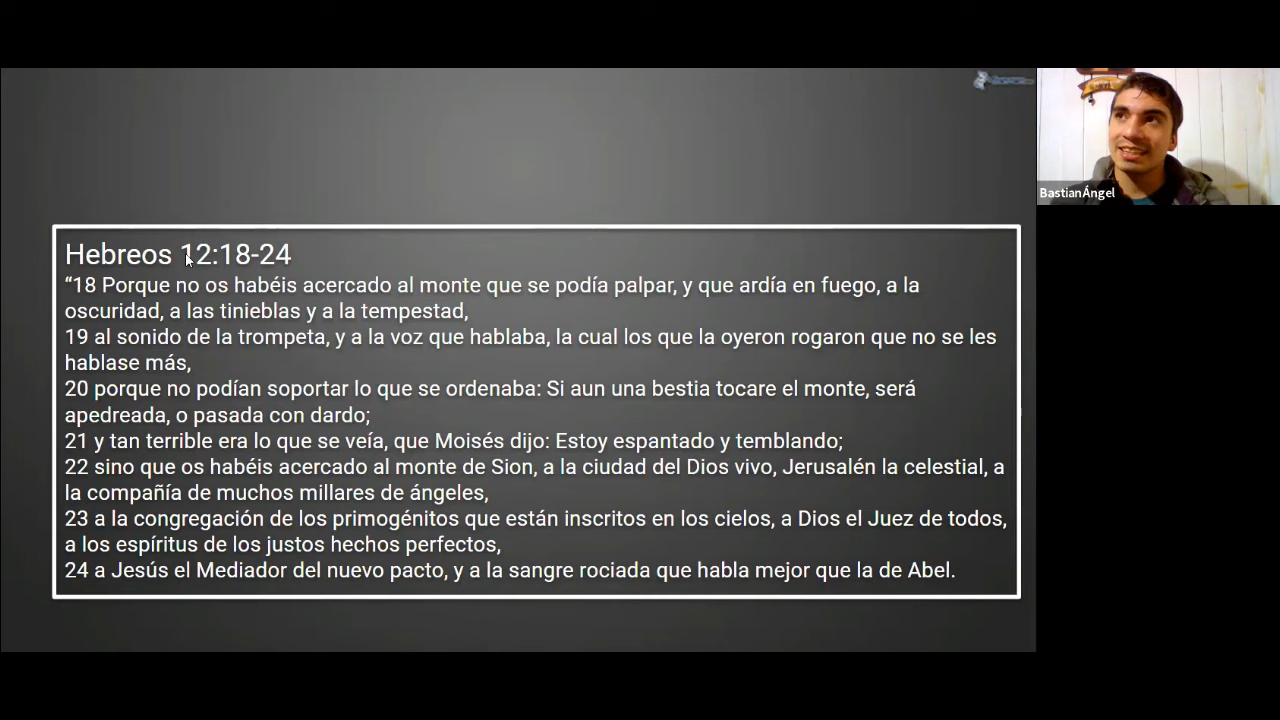 Hebreos 12:18-24
“18 Porque no os habéis acercado al monte que se podía palpar, y que ardía en fuego, a la
oscuridad, a las tinieblas y a la tempestad,
19 al sonido de la trompeta, y a la voz que hablaba, la cual los que la oyeron rogaron que no se les
hablase más,
20 porque no podían soportar lo que se ordenaba: Si aun una bestia tocare el monte, será
apedreada, o pasada con dardo;
21 y tan terrible era lo que se veía, que Moisés dijo: Estoy espantado y temblando;
22 sino que os habéis acercado al monte de Sion, a la ciudad del Dios vivo, Jerusalén la celestial, a
la compañía de muchos millares de ángeles,
23 a la congregación de los primogénitos que están inscritos en los cielos, a Dios el Juez de todos,
a los espíritus de los justos hechos perfectos,
24 a Jesús el Mediador del nuevo pacto, y a la sangre rociada que habla mejor que la de Abel.
BastianÁngel